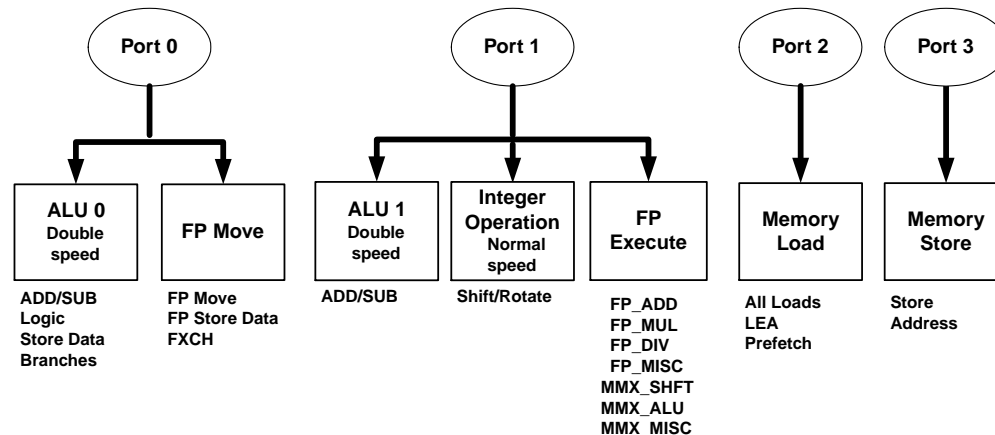 Port 0
Port 1
Port 2
Port 3
ALU 0
Double
speed
FP Move
ALU 1
Double
speed
Integer
Operation
Normal
speed
FP
Execute
Memory
Load
Memory
Store
ADD/SUB
Logic
Store Data
Branches
FP Move
FP Store Data
FXCH
ADD/SUB
Shift/Rotate
FP_ADD
FP_MUL
FP_DIV
FP_MISC
MMX_SHFT
MMX_ALU
MMX_MISC
All Loads
LEA
Prefetch
Store
Address